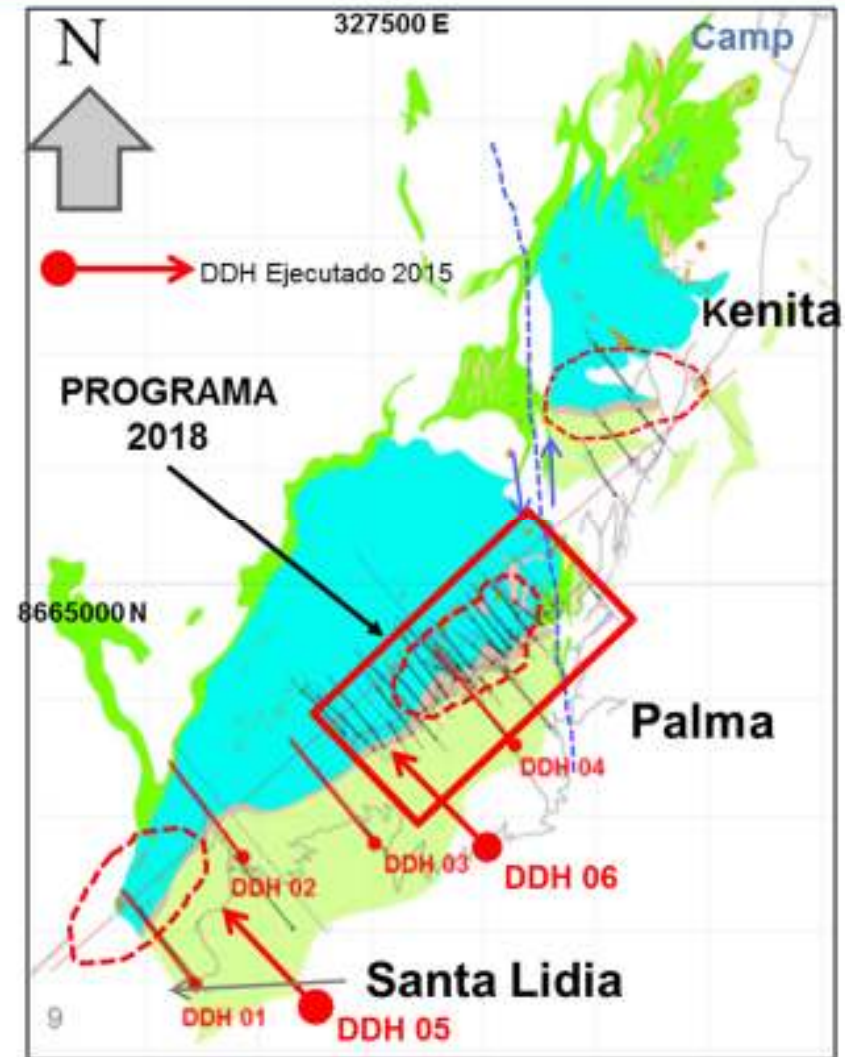 327500 E
Camp
N
DDH Ejecutado 2015
Kenita
PROGRAMA
2018
8665000 N
Palma
DDH 04
DDH 03
DDH 06
DDH 02
Santa Lidia
DDH 01
DDH 05
9